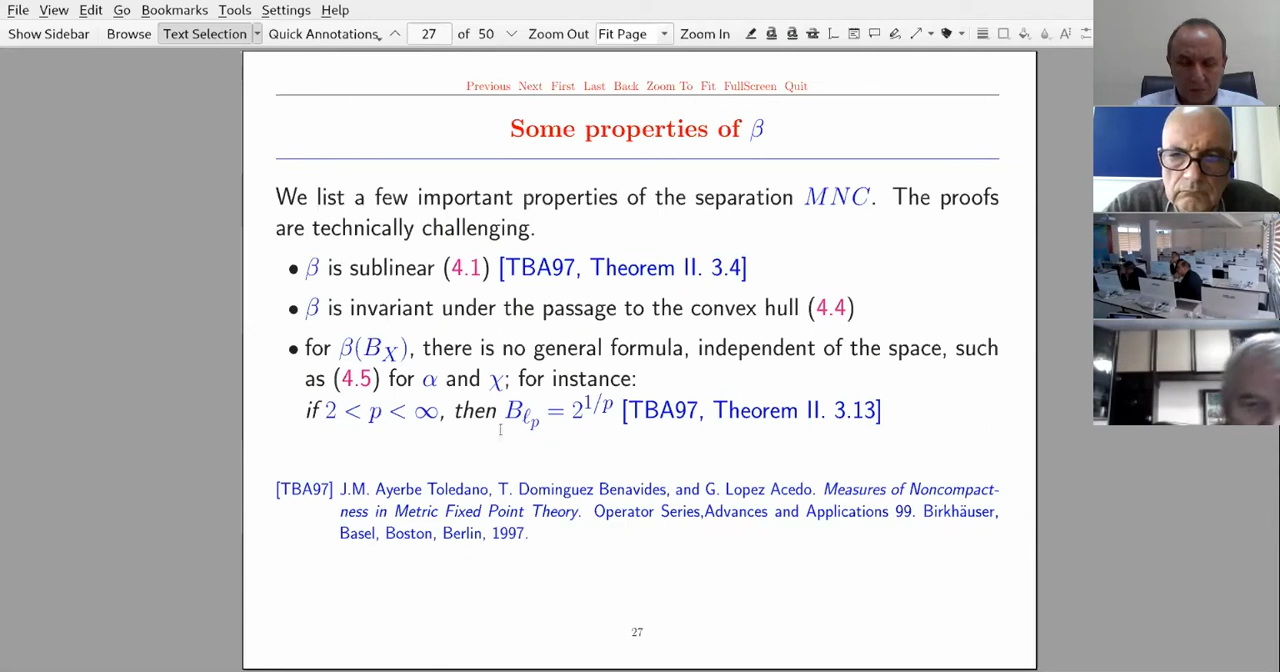 File View Edit Go Bookmarks Tools Settings Help
Show Sidebar Browse Text Selection Quick Annotations 27 of 50 Zoom Out Fit Page Zoom In
Previous Next First Last Back Zoom To Fit FullScreen Quit
Some properties of β
We list a few important properties of the separation MNC. The proofs
are technically challenging.
• β is sublinear (4.1) [TBA97, Theorem II. 3.4]
• β is invariant under the passage to the convex hull (4.4)
• for β(B_X), there is no general formula, independent of the space, such
as (4.5) for α and χ; for instance:
if 2 < p < ∞, then B_{ℓ_p} = 2^{1/p} [TBA97, Theorem II. 3.13]
[TBA97] J.M. Ayerbe Toledano, T. Dominguez Benavides, and G. Lopez Acedo. Measures of Noncompact-
ness in Metric Fixed Point Theory. Operator Series,Advances and Applications 99. Birkhäuser,
Basel, Boston, Berlin, 1997.
27